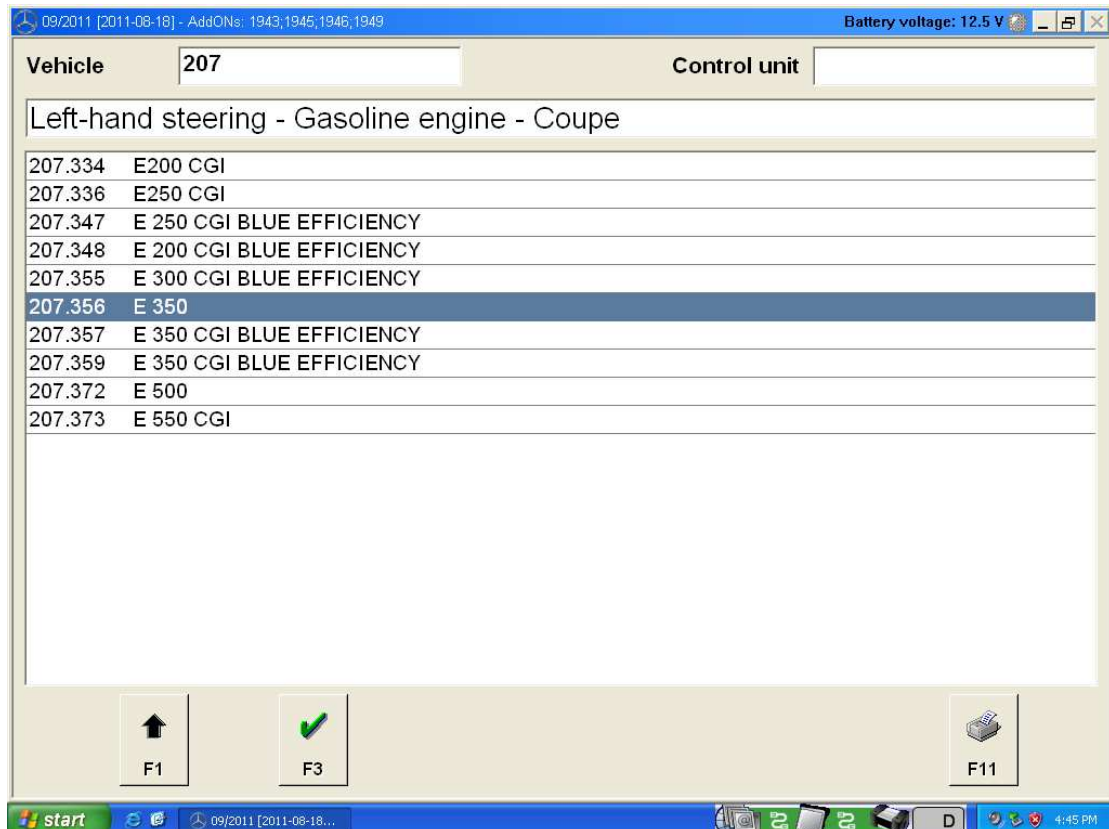 09/2011 [2011-08-18] - AddONs: 1943;1945;1946;1949 Battery voltage: 12.5 V
Vehicle 207 Control unit
Left-hand steering - Gasoline engine - Coupe
207.334 E200 CGI
207.336 E250 CGI
207.347 E 250 CGI BLUE EFFICIENCY
207.348 E 200 CGI BLUE EFFICIENCY
207.355 E 300 CGI BLUE EFFICIENCY
207.356 E 350
207.357 E 350 CGI BLUE EFFICIENCY
207.359 E 350 CGI BLUE EFFICIENCY
207.372 E 500
207.373 E 550 CGI
F1 F3 F11
start 09/2011 [2011-08-18... D 4:45 PM